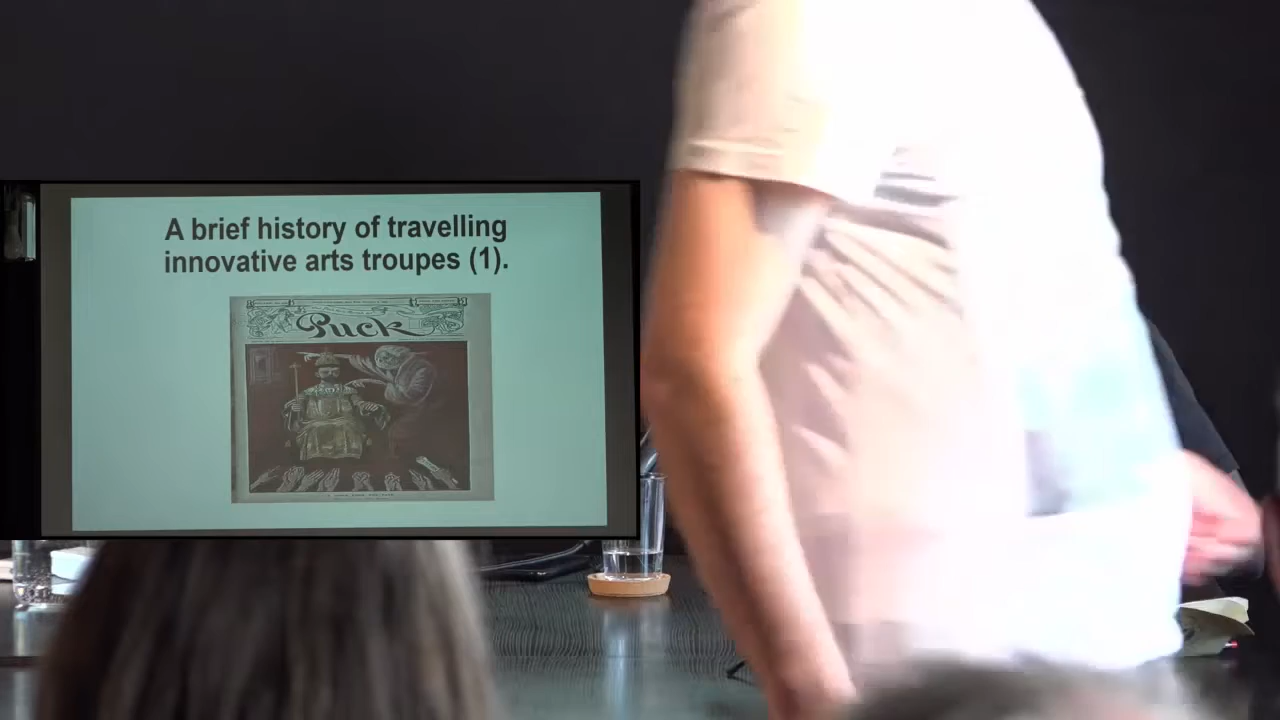 A brief history of travelling
innovative arts troupes (1).
Puck